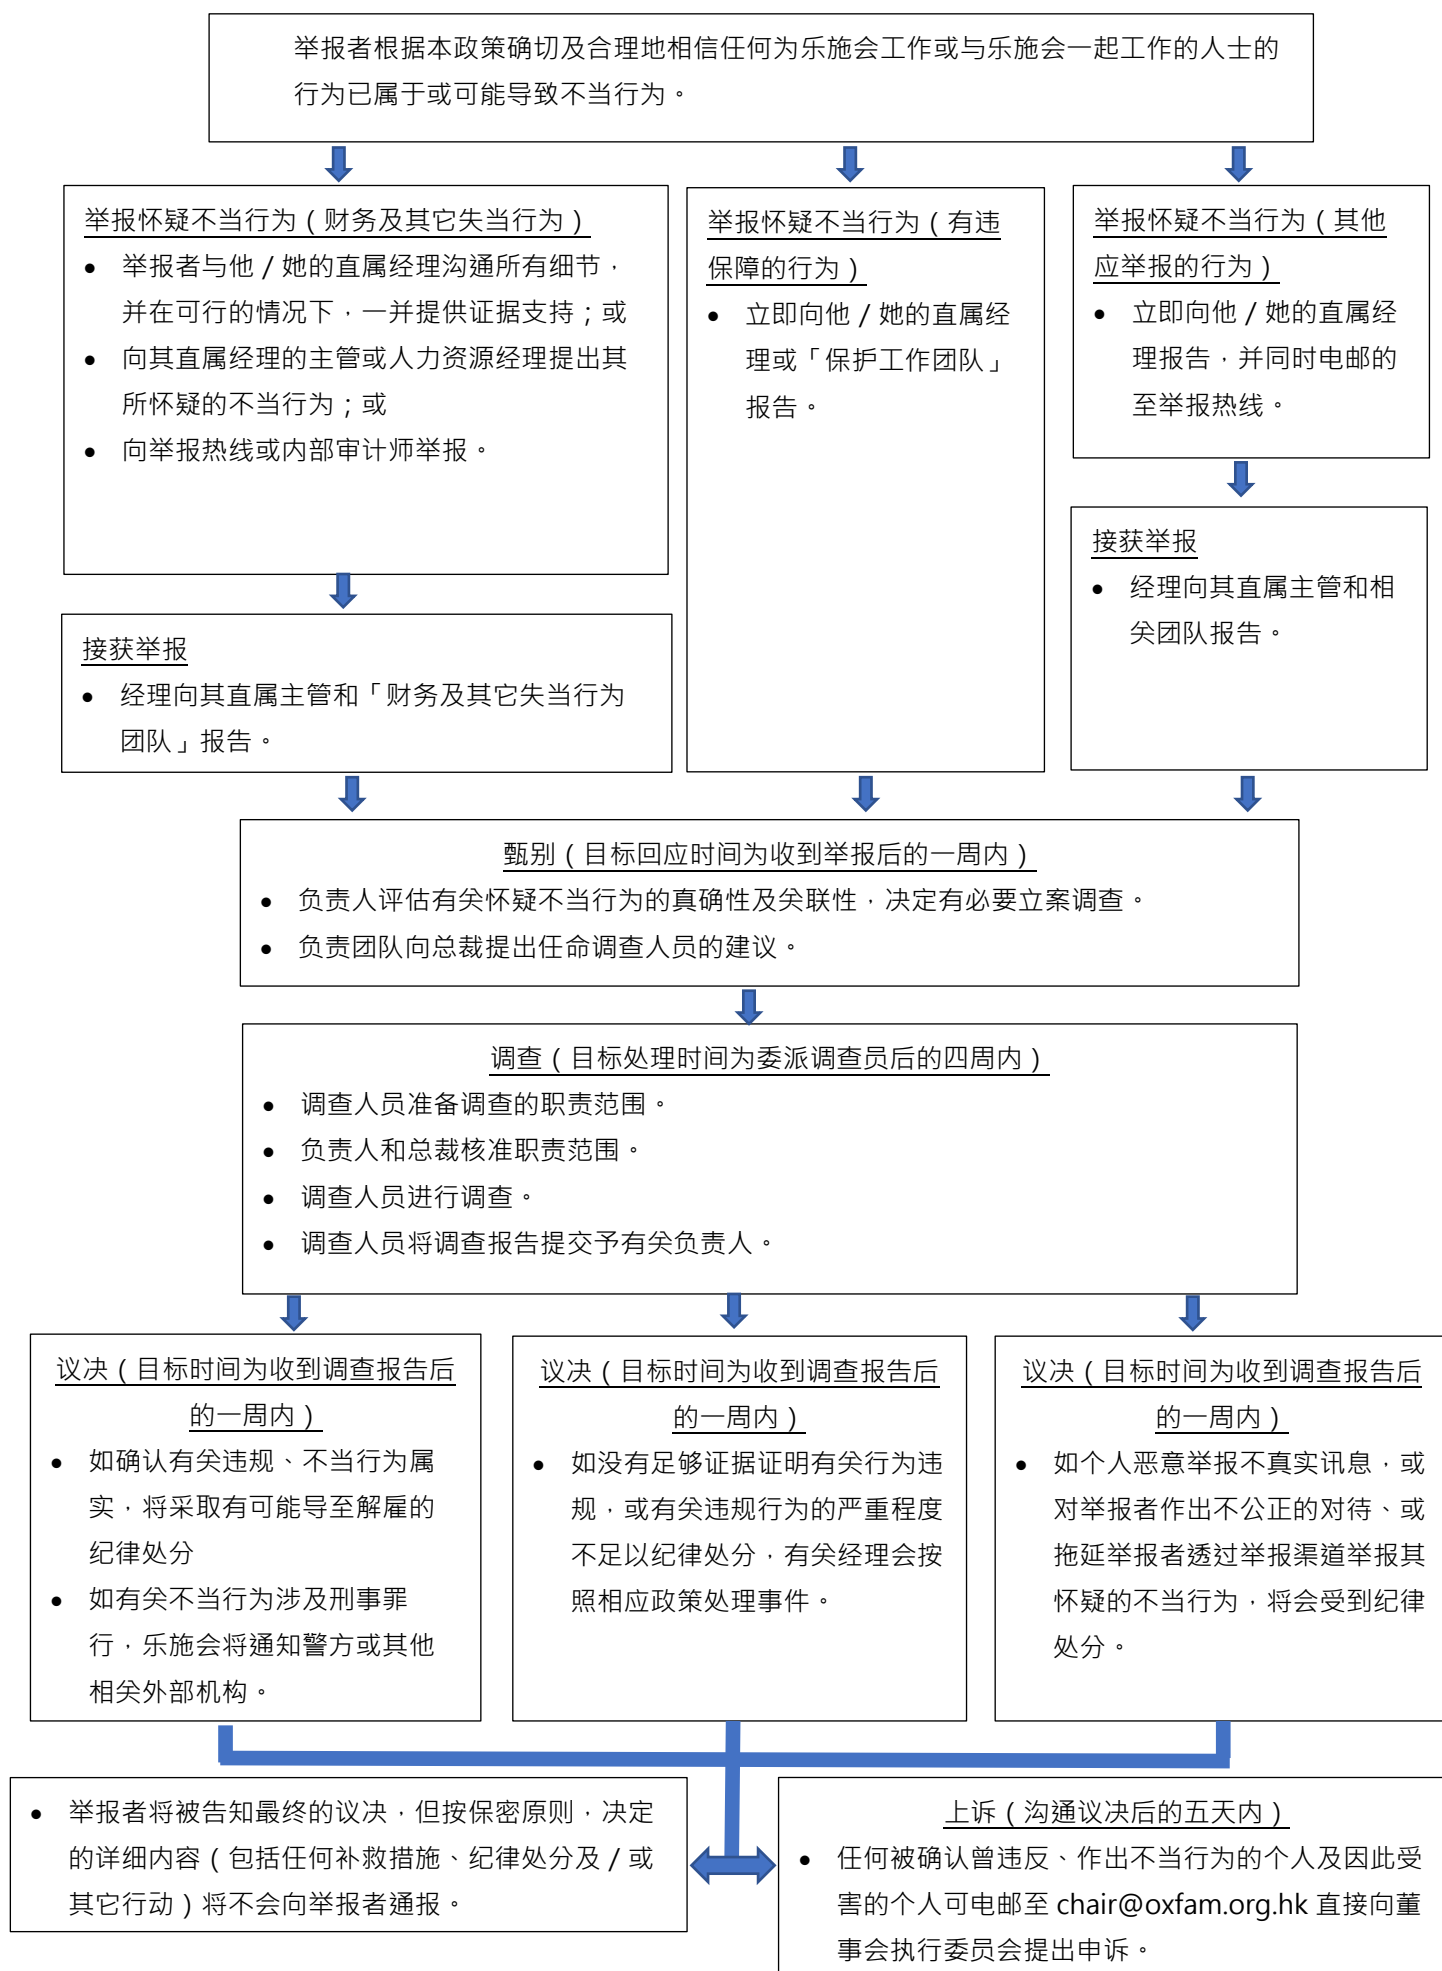 举报者根据本政策确切及合理地相信任何为乐施会工作或与乐施会一起工作的人士的
行为已属于或可能导致不当行为。
举报怀疑不当行为（财务及其它失当行为）
• 举报者与他 / 她的直属经理沟通所有细节，
并在可行的情况下，一并提供证据支持；或
• 向其直属经理的主管或人力资源经理提出其
所怀疑的不当行为；或
• 向举报热线或内部审计师举报。
举报怀疑不当行为（有违
保障的行为）
• 立即向他 / 她的直属经
理或「保护工作团队」
报告。
举报怀疑不当行为（其他
应举报的行为）
• 立即向他 / 她的直属经
理报告，并同时电邮的
至举报热线。
接获举报
• 经理向其直属主管和「财务及其它失当行为
团队」报告。
接获举报
• 经理向其直属主管和相
关团队报告。
甄别（目标回应时间为收到举报后的一周内）
• 负责人评估有关怀疑不当行为的真确性及关联性，决定有必要立案调查。
• 负责团队向总裁提出任命调查人员的建议。
调查（目标处理时间为委派调查员后的四周内）
• 调查人员准备调查的职责范围。
• 负责人和总裁核准职责范围。
• 调查人员进行调查。
• 调查人员将调查报告提交予有关负责人。
议决（目标时间为收到调查报告后
的一周内）
• 如确认有关违规、不当行为属
实，将采取有可能导至解雇的
纪律处分
• 如有关不当行为涉及刑事罪
行，乐施会将通知警方或其他
相关外部机构。
议决（目标时间为收到调查报告后
的一周内）
• 如没有足够证据证明有关行为违
规，或有关违规行为的严重程度
不足以纪律处分，有关经理会按
照相应政策处理事件。
议决（目标时间为收到调查报告后
的一周内）
• 如个人恶意举报不真实讯息，或
对举报者作出不公正的对待、或
拖延举报者透过举报渠道举报其
怀疑的不当行为，将会受到纪律
处分。
• 举报者将被告知最终的议决，但按保密原则，决定
的详细内容（包括任何补救措施、纪律处分及 / 或
其它行动）将不会向举报者通报。
上诉（沟通议决后的五天内）
• 任何被确认曾违反、作出不当行为的个人及因此受
害的个人可电邮至 chair@oxfam.org.hk 直接向董
事会执行委员会提出申诉。